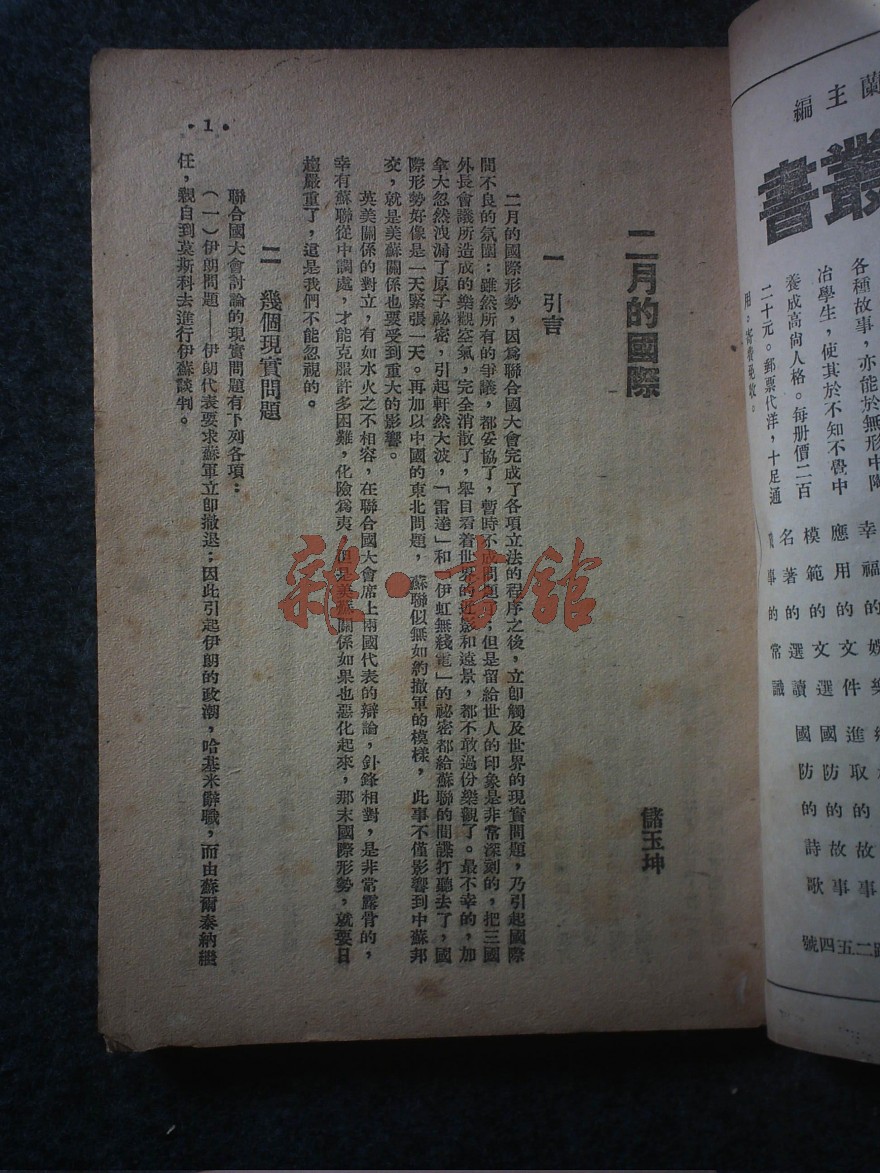 蘭主編
叢書
各種故事,亦能於無形中陶
冶學生,使其於不知不覺中
養成高尚人格。每册價二百
二十元。郵票代洋,十足通
用,寄費免收。
幸福的娛樂
應用的文件
模範的文選
名著的選讀
事的常識
進取的故事
國防的故事
國防的詩歌
路二五四號
二月的國際
儲玉坤
一 引言
二月的國際形勢,因爲聯合國大會完成了各項立法的程序之後,立卽觸及世界的現實問題,乃引起國際
間不良的氛圍:雖然所有的爭議,都妥協了,暫時不成問題;但是留給世人的印象是非常深刻的,把三國
外長會議所造成的樂觀空氣,完全消散了,舉目看着世界的近影和遠景,都不敢過份樂觀了。最不幸的,加
拿大忽然洩漏了原子祕密,引起軒然大波,「雷達」和「伊虹無綫電」的祕密都給蘇聯的間諜打聽去了,國
際形勢好像是一天緊張一天。再加以中國的東北問題,蘇聯似無如約撤軍的模樣,此事不僅影響到中蘇邦
交,就是美蘇關係也要受到重大的影響。
英美關係的對立,有如水火之不相容,在聯合國大會席上兩國代表的辯論,針鋒相對,是非常露骨的,
幸有蘇聯從中調處,才能克服許多困難,化險爲夷,但是美蘇關係如果也惡化起來,那末國際形勢,就要日
趨嚴重了,這是我們不能忽視的。
二 幾個現實問題
聯合國大會討論的現實問題有下列各項:
(一)伊朗問題——伊朗代表要求蘇軍立卽撤退;因此引起伊朗的政潮,哈基米辭職,而由蘇爾泰納繼
任,親自到莫斯科去進行伊蘇談判。
·1·
雜·書館